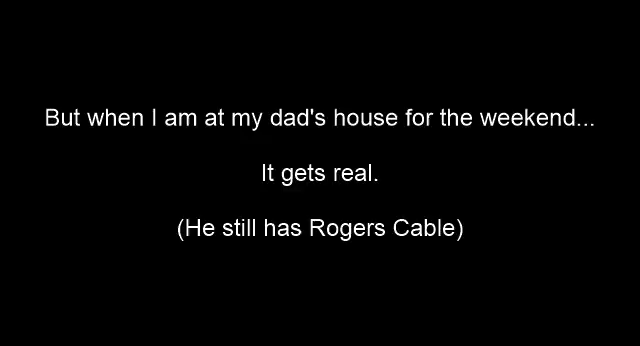 But when I am at my dad's house for the weekend...
It gets real.
(He still has Rogers Cable)